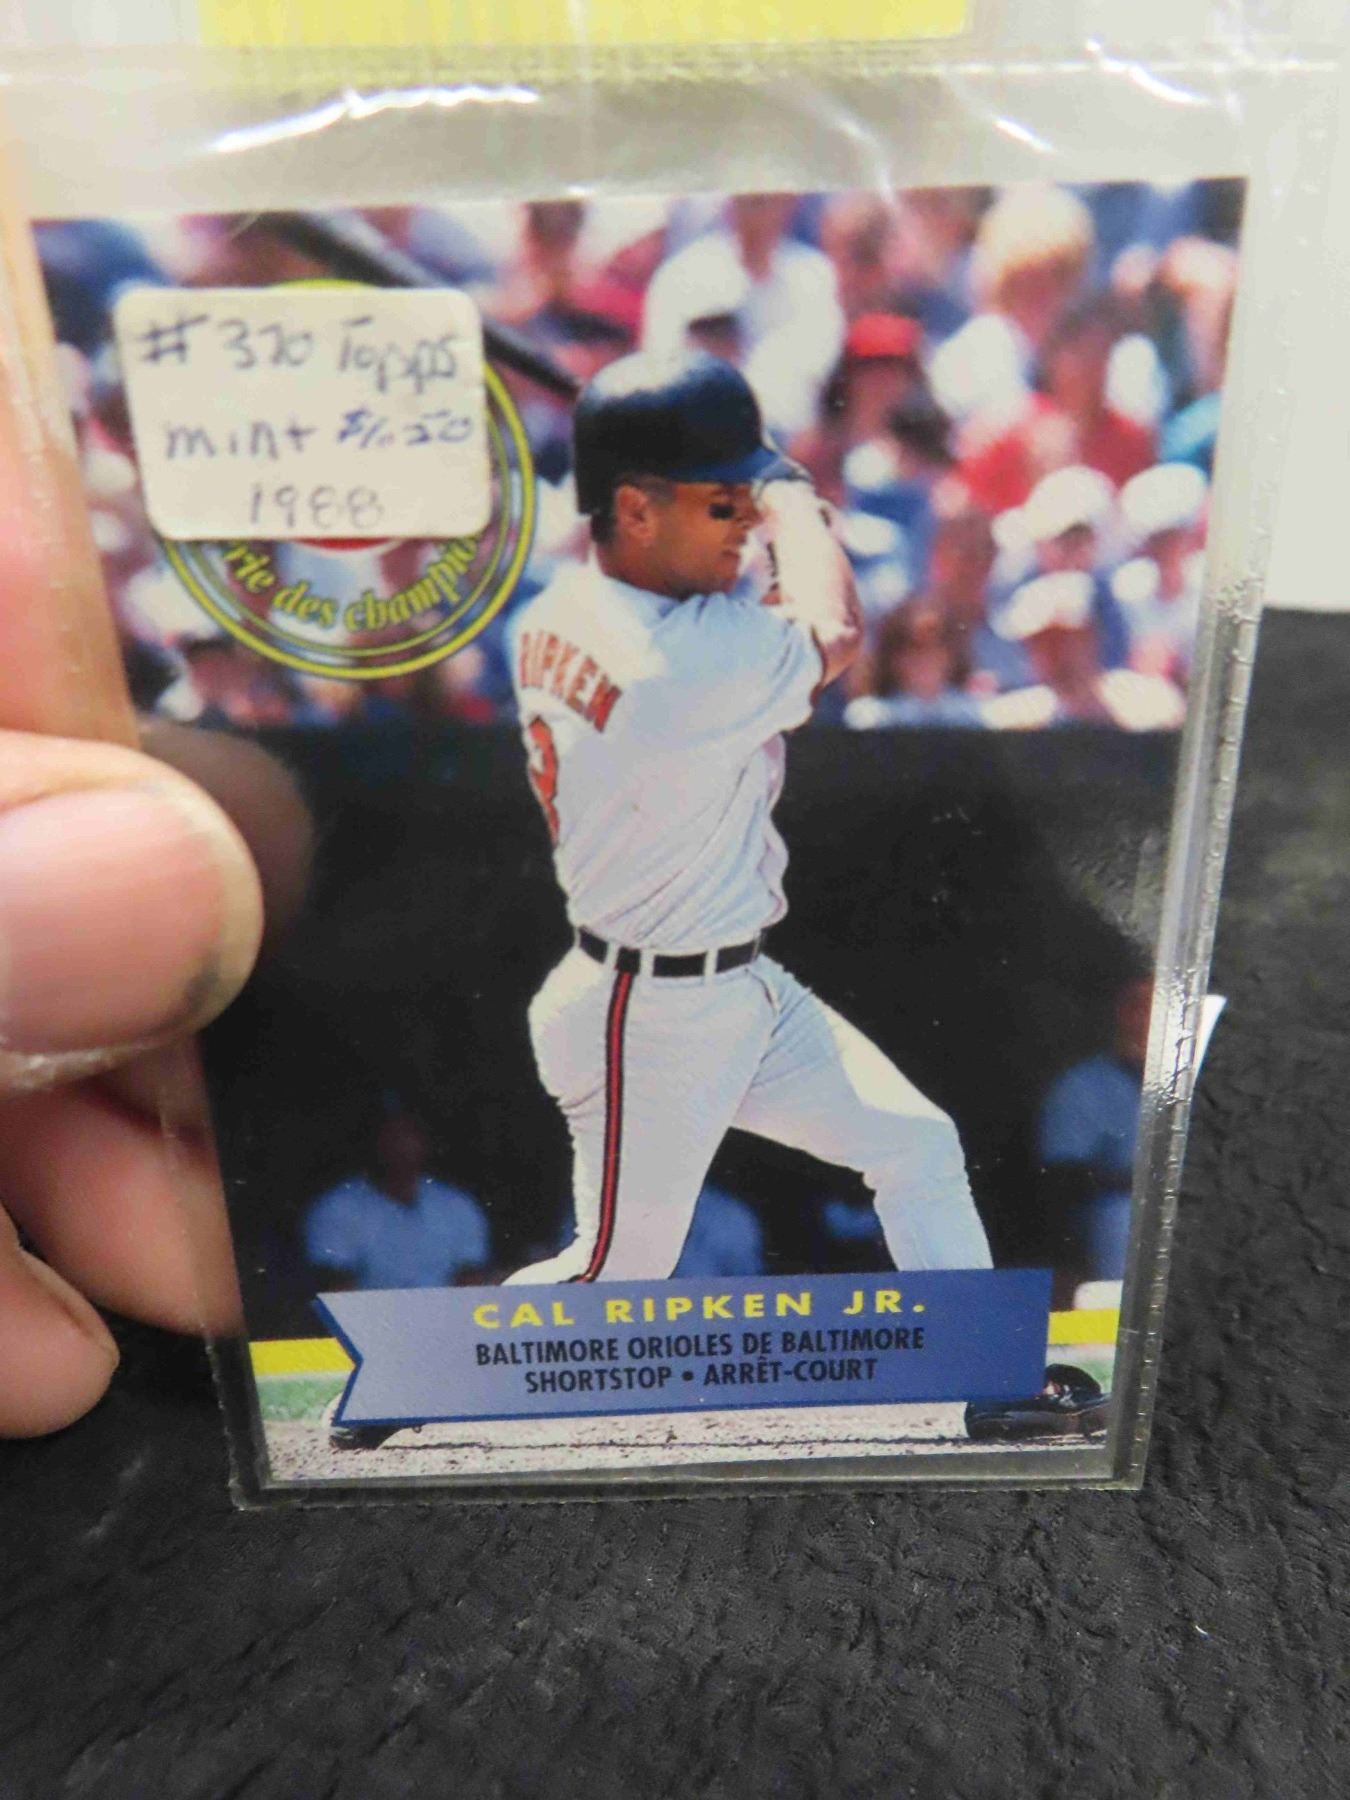 # 370 Topps
mint $1.50
1988
rie des champio
RIPKEN
8
CAL RIPKEN JR.
BALTIMORE ORIOLES DE BALTIMORE
SHORTSTOP • ARRÊT-COURT